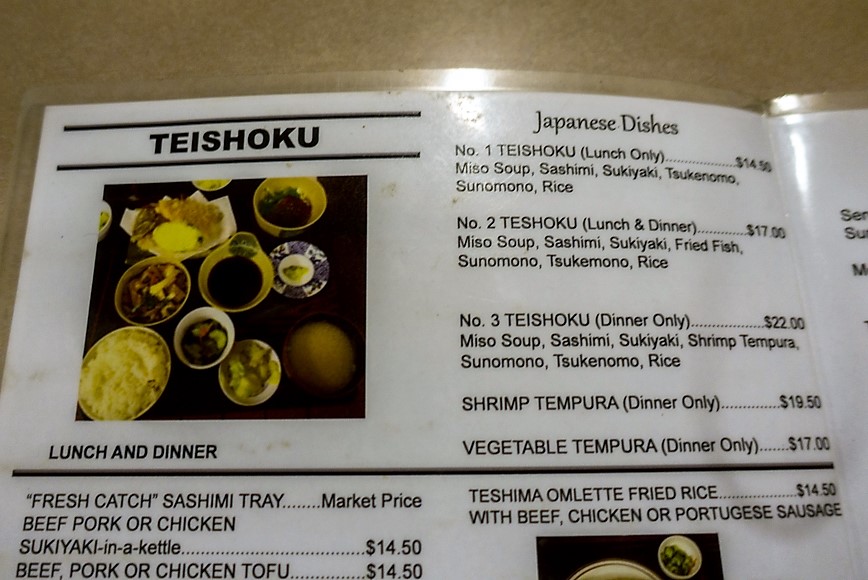 TEISHOKU
LUNCH AND DINNER
"FRESH CATCH" SASHIMI TRAY........Market Price
BEEF PORK OR CHICKEN
SUKIYAKI-in-a-kettle..............................$14.50
BEEF, PORK OR CHICKEN TOFU............$14.50
Japanese Dishes
No. 1 TEISHOKU (Lunch Only)....................$14.50
Miso Soup, Sashimi, Sukiyaki, Tsukenomo,
Sunomono, Rice
No. 2 TESHOKU (Lunch & Dinner)..............$17.00
Miso Soup, Sashimi, Sukiyaki, Fried Fish,
Sunomono, Tsukemono, Rice
No. 3 TEISHOKU (Dinner Only)..................$22.00
Miso Soup, Sashimi, Sukiyaki, Shrimp Tempura,
Sunomono, Tsukenomo, Rice
SHRIMP TEMPURA (Dinner Only)..............$19.50
VEGETABLE TEMPURA (Dinner Only).......$17.00
TESHIMA OMLETTE FRIED RICE...................$14.50
WITH BEEF, CHICKEN OR PORTUGESE SAUSAGE